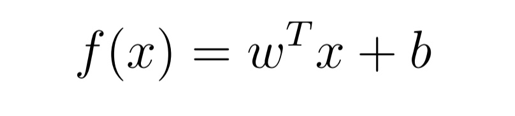 f(x) = w^T x + b